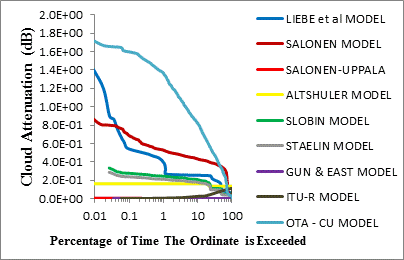 2.0E+00
1.8E+00
1.6E+00
1.4E+00
1.2E+00
1.0E+00
8.0E-01
6.0E-01
4.0E-01
2.0E-01
0.0E+00
Cloud Attenuation (dB)
0.01 0.1 1 10 100
Percentage of Time The Ordinate is Exceeded
LIEBE et al MODEL
SALONEN MODEL
SALONEN-UPPALA
ALTSHULER MODEL
SLOBIN MODEL
STAELIN MODEL
GUN & EAST MODEL
ITU-R MODEL
OTA - CU MODEL